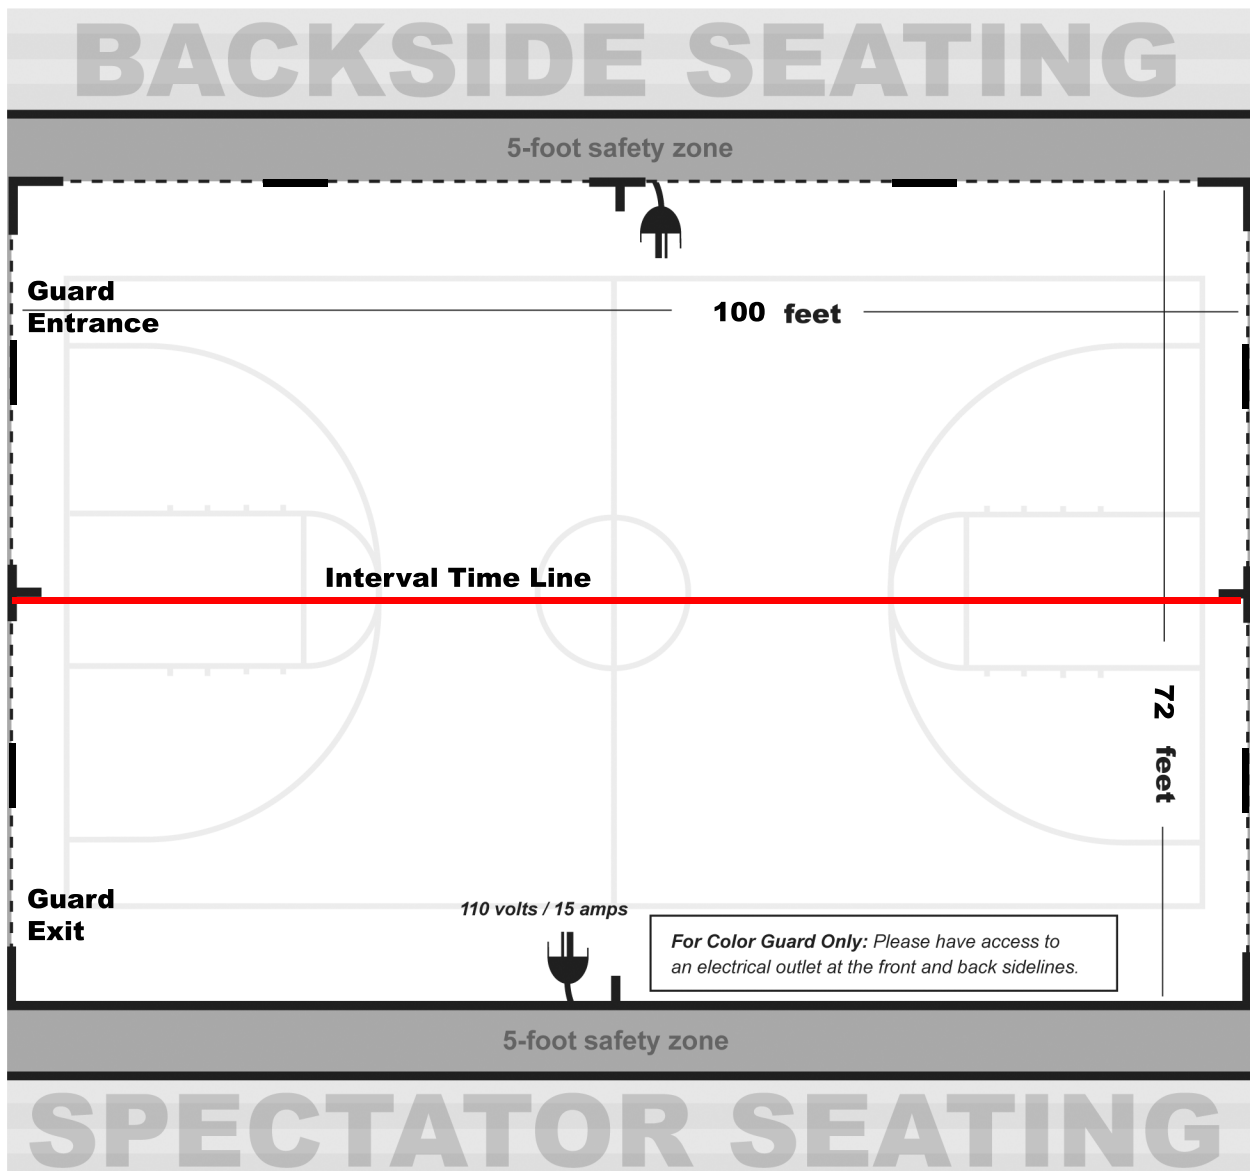 BACKSIDE SEATING
5-foot safety zone
Guard
Entrance
100 feet
Interval Time Line
72 feet
Guard
Exit
110 volts / 15 amps
For Color Guard Only: Please have access to
an electrical outlet at the front and back sidelines.
5-foot safety zone
SPECTATOR SEATING